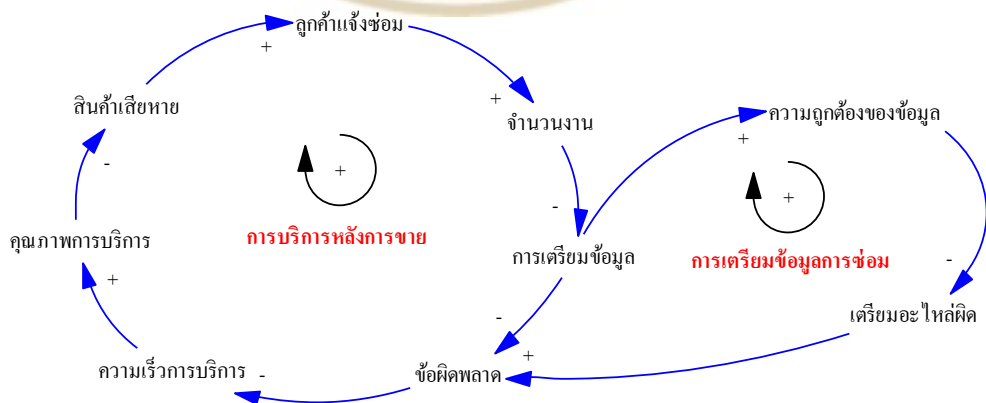 ลูกค้าแจ้งซ่อม
+
สินค้าเสียหาย
+
จำนวนงาน
ความถูกต้องของข้อมูล
+
-
+
+
-
คุณภาพการบริการ
การบริการหลังการขาย
การเตรียมข้อมูล
การเตรียมข้อมูลการซ่อม
-
+
-
เตรียมอะไหล่ผิด
ความเร็วการบริการ
-
ข้อผิดพลาด
+